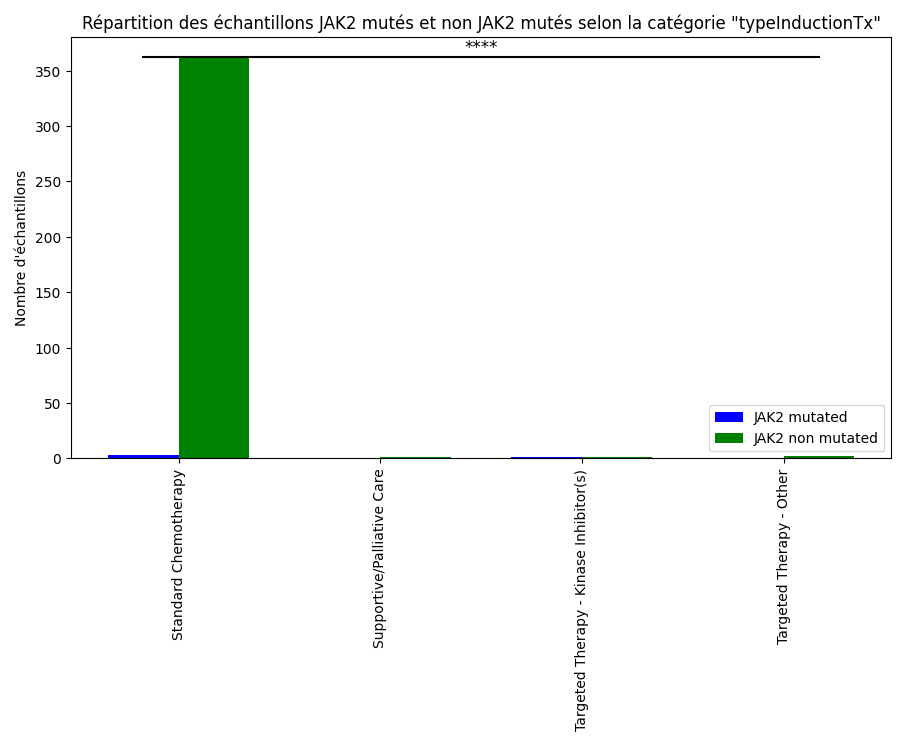 Répartition des échantillons JAK2 mutés et non JAK2 mutés selon la catégorie "typeInductionTx"
****
350
300
250
200
150
100
50
0
Nombre d'échantillons
JAK2 mutated
JAK2 non mutated
Standard Chemotherapy
Supportive/Palliative Care
Targeted Therapy - Kinase Inhibitor(s)
Targeted Therapy - Other